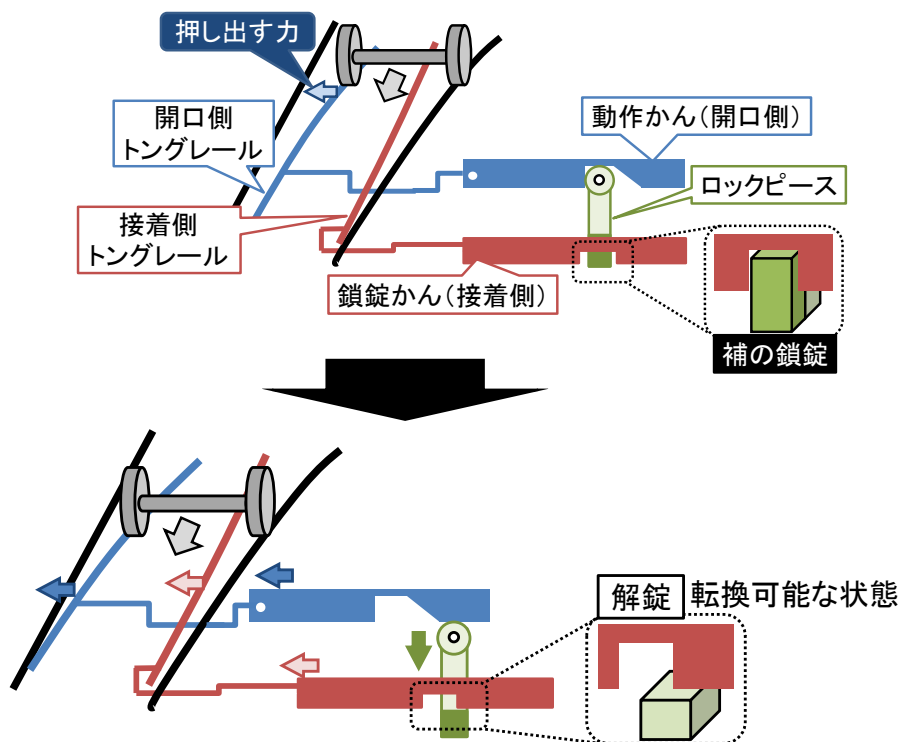 押し出す力
開口側
トングレール
動作かん(開口側)
ロックピース
接着側
トングレール
鎖錠かん(接着側)
補の鎖錠
解錠
転換可能な状態